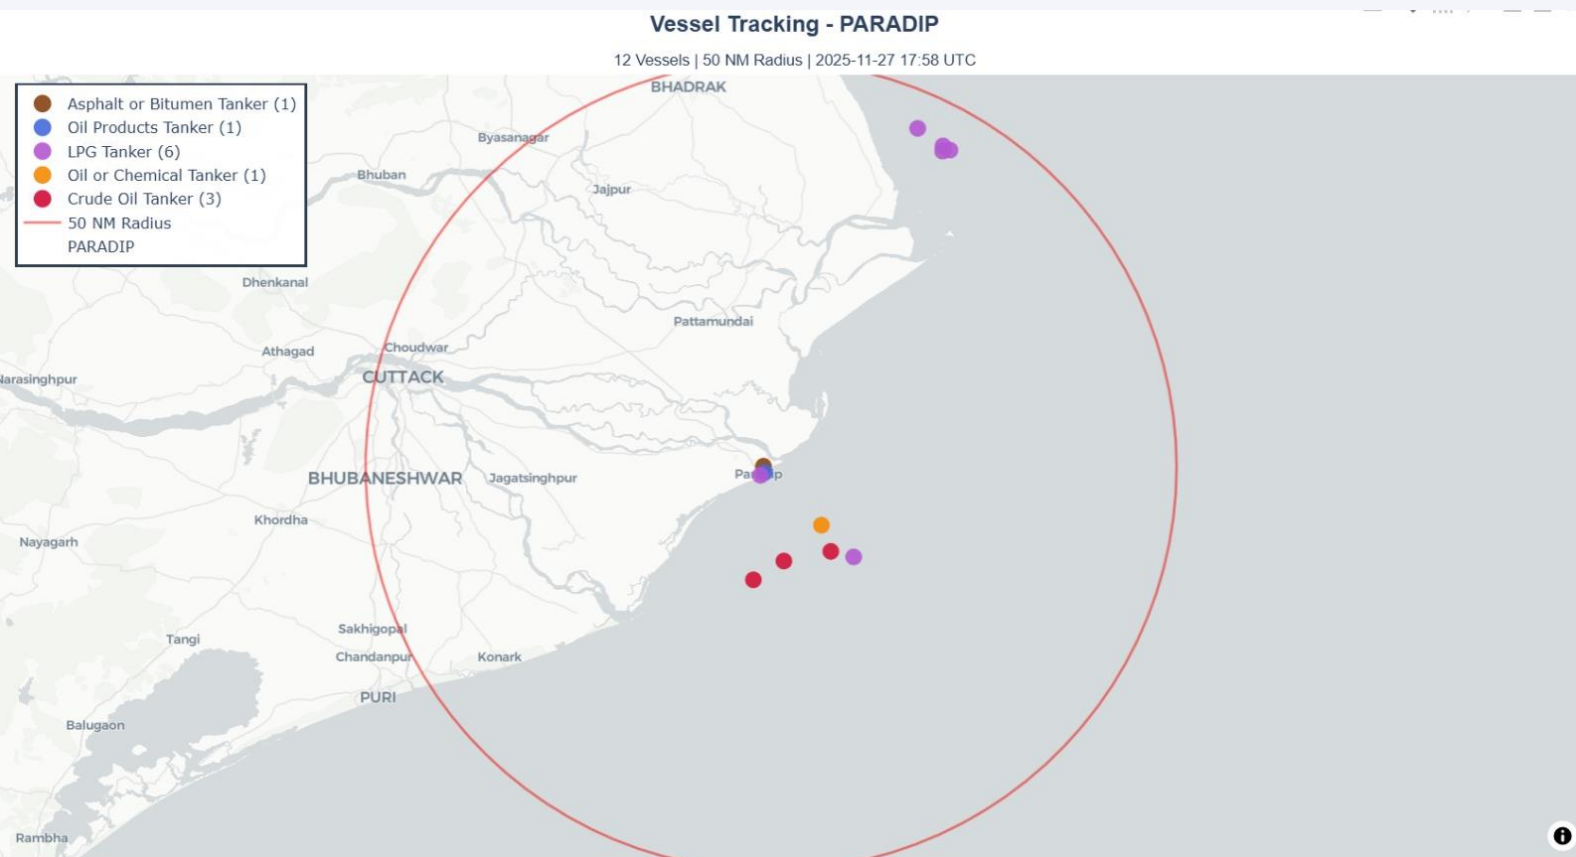 Vessel Tracking - PARADIP
12 Vessels | 50 NM Radius | 2025-11-27 17:58 UTC
Asphalt or Bitumen Tanker (1)
Oil Products Tanker (1)
LPG Tanker (6)
Oil or Chemical Tanker (1)
Crude Oil Tanker (3)
50 NM Radius
PARADIP
BHADRAK
Byasanagar
Bhuban
Jajpur
Dhenkanal
Pattamundai
Choudwar
Athagad
CUTTACK
Narasinghpur
Paradip
BHUBANESHWAR
Jagatsinghpur
Khordha
Nayagarh
Sakhigopal
Tangi
Chandanpur
Konark
PURI
Balugaon
Rambha